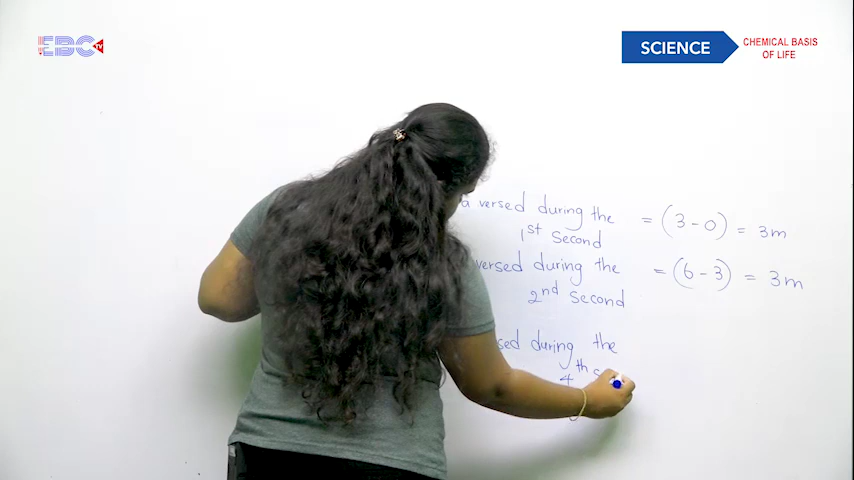 EBC TV
SCIENCE
CHEMICAL BASIS
OF LIFE
a versed during the = (3 - 0) = 3m
1st Second
versed during the = (6 - 3) = 3m
2nd Second
sed during the
4th s